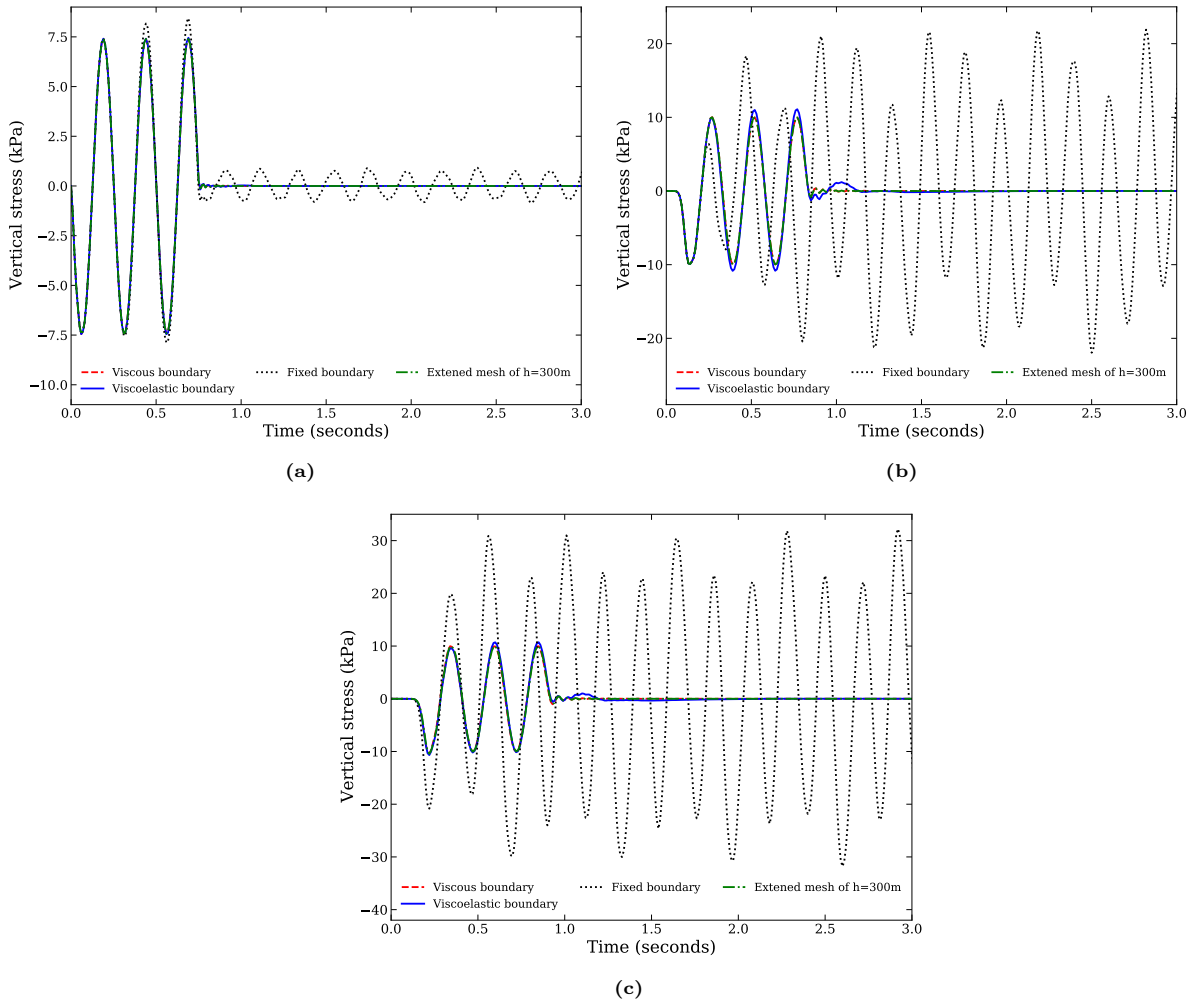 Vertical stress (kPa)
7.5
5.0
2.5
0.0
−2.5
−5.0
−7.5
−10.0
Viscous boundary
Viscoelastic boundary
Fixed boundary
Extened mesh of h=300m
0.0 0.5 1.0 1.5 2.0 2.5 3.0
Time (seconds)
(a)
Vertical stress (kPa)
20
10
0
−10
−20
Viscous boundary
Viscoelastic boundary
Fixed boundary
Extened mesh of h=300m
0.0 0.5 1.0 1.5 2.0 2.5 3.0
Time (seconds)
(b)
Vertical stress (kPa)
30
20
10
0
−10
−20
−30
−40
Viscous boundary
Viscoelastic boundary
Fixed boundary
Extened mesh of h=300m
0.0 0.5 1.0 1.5 2.0 2.5 3.0
Time (seconds)
(c)